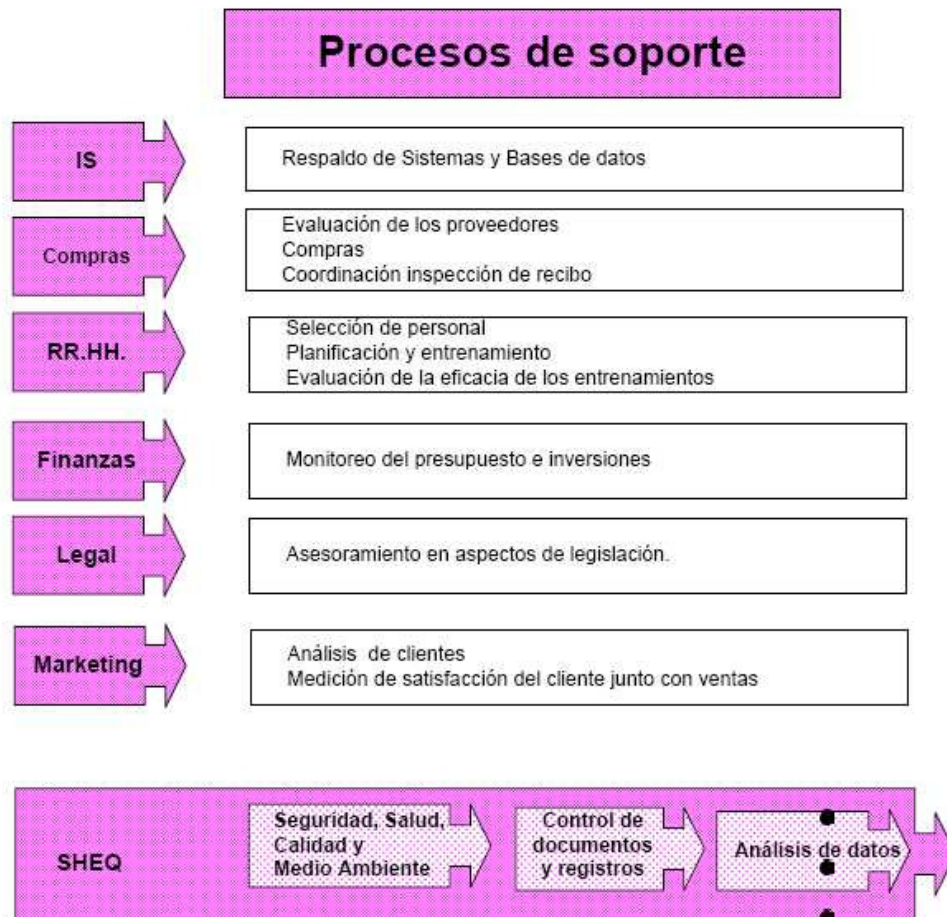 Procesos de soporte
IS
Respaldo de Sistemas y Bases de datos
Compras
Evaluación de los proveedores
Compras
Coordinación inspección de recibo
RR.HH.
Selección de personal
Planificación y entrenamiento
Evaluación de la eficacia de los entrenamientos
Finanzas
Monitoreo del presupuesto e inversiones
Legal
Asesoramiento en aspectos de legislación.
Marketing
Análisis de clientes
Medición de satisfacción del cliente junto con ventas
SHEQ
Seguridad, Salud,
Calidad y
Medio Ambiente
Control de
documentos
y registros
Análisis de datos